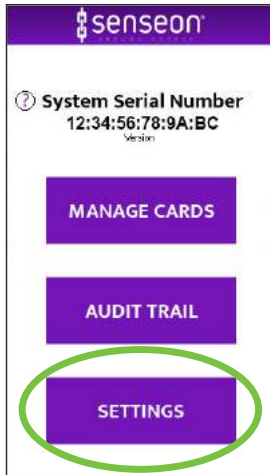 senseon
? System Serial Number
12:34:56:78:9A:BC
Version
MANAGE CARDS
AUDIT TRAIL
SETTINGS